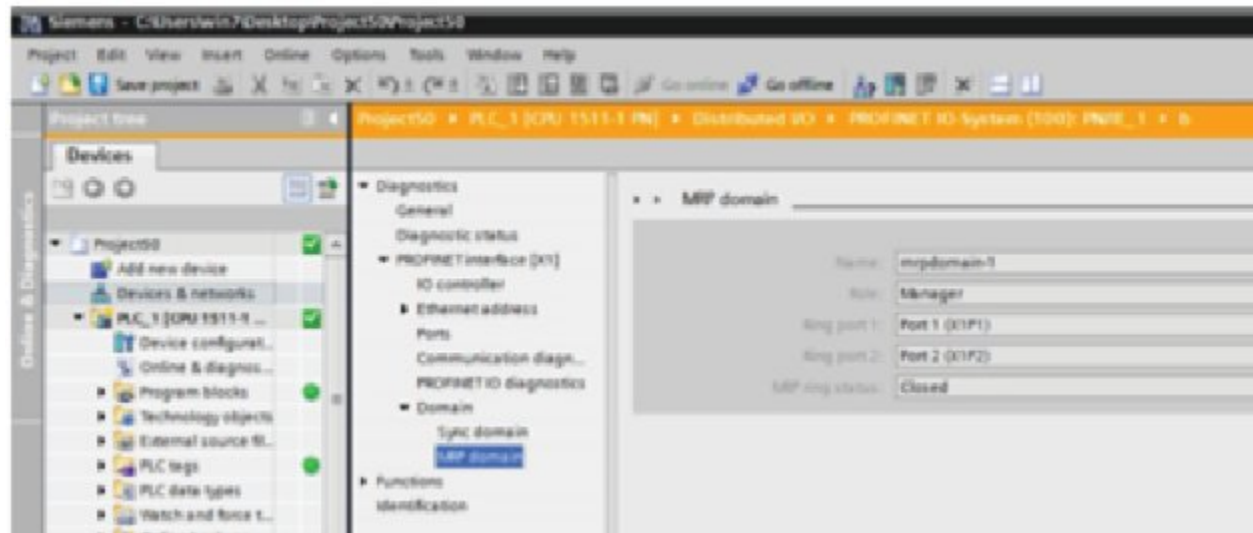 Siemens - C:\Users\win7\Desktop\Project50\Project50
Project Edit View Insert Online Options Tools Window Help
Save project Go online Go offline
Project tree
Project50 PLC_1 [CPU 1511-1 PN] Distributed I/O PROFINET IO-System (100): PN/IE_1 b
Devices
Online & Diagnostics
Project50
Add new device
Devices & networks
PLC_1 [CPU 1511-1 ...
Device configurat...
Online & diagnos...
Program blocks
Technology objects
External source fil...
PLC tags
PLC data types
Watch and force t...
Diagnostics
General
Diagnostic status
PROFINET interface [X1]
IO controller
Ethernet address
Ports
Communication diagn...
PROFINET IO diagnostics
Domain
Sync domain
MRP domain
Functions
Identification
MRP domain
Name: mrpdomain-1
Role: Manager
Ring port 1: Port 1 (X1P1)
Ring port 2: Port 2 (X1P2)
MRP ring status: Closed